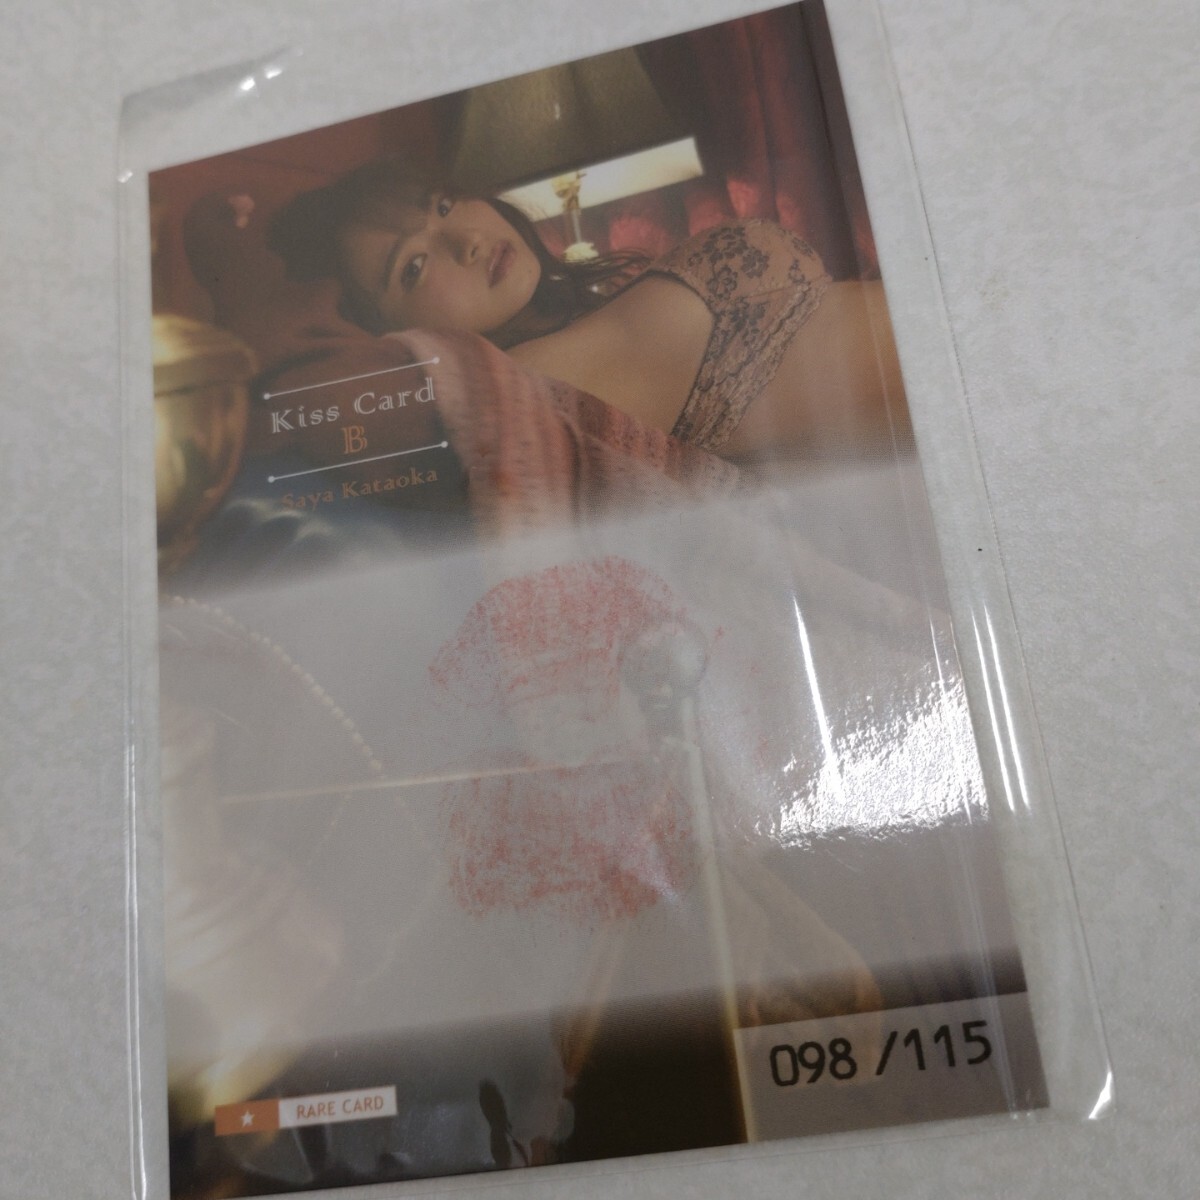 Kiss Card
B
Saya Kataoka
098 /115
★ RARE CARD